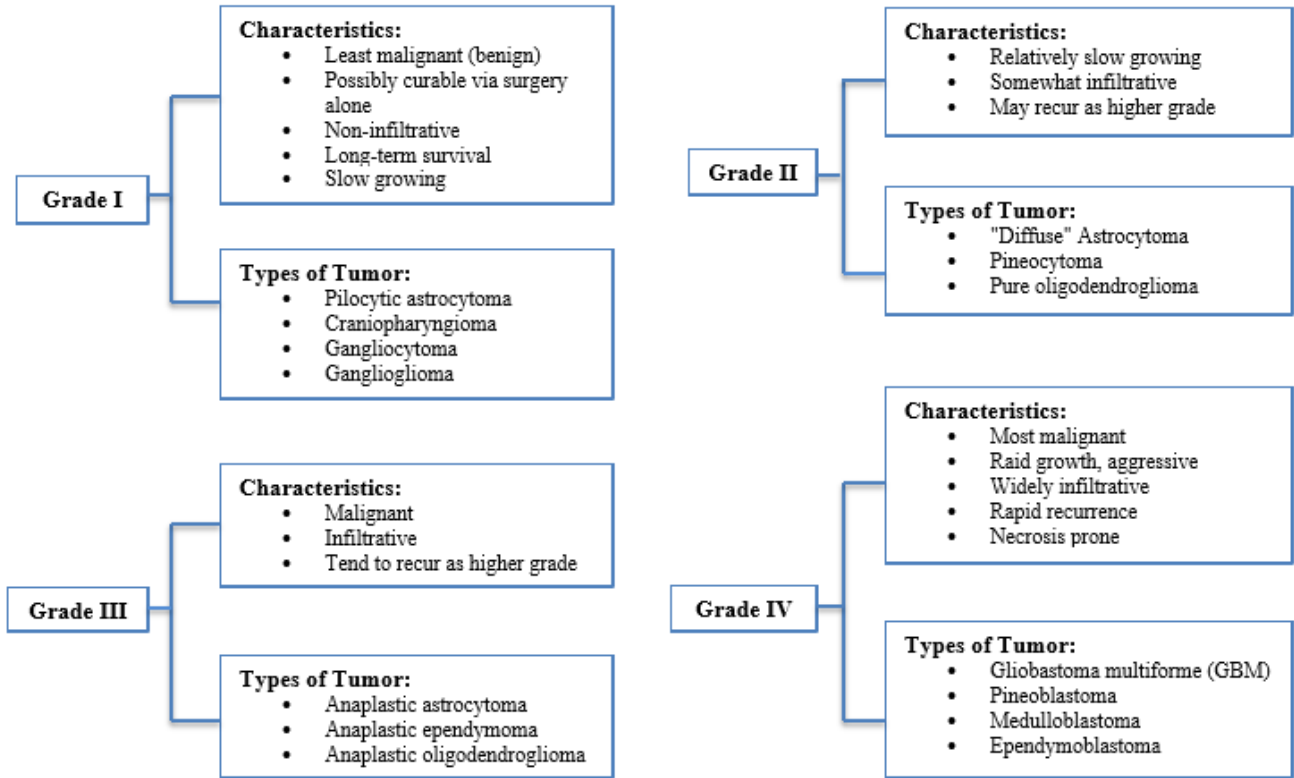 Grade I
Characteristics:
• Least malignant (benign)
• Possibly curable via surgery
alone
• Non-infiltrative
• Long-term survival
• Slow growing
Types of Tumor:
• Pilocytic astrocytoma
• Craniopharyngioma
• Gangliocytoma
• Ganglioglioma
Grade II
Characteristics:
• Relatively slow growing
• Somewhat infiltrative
• May recur as higher grade
Types of Tumor:
• "Diffuse" Astrocytoma
• Pineocytoma
• Pure oligodendroglioma
Grade III
Characteristics:
• Malignant
• Infiltrative
• Tend to recur as higher grade
Types of Tumor:
• Anaplastic astrocytoma
• Anaplastic ependymoma
• Anaplastic oligodendroglioma
Grade IV
Characteristics:
• Most malignant
• Raid growth, aggressive
• Widely infiltrative
• Rapid recurrence
• Necrosis prone
Types of Tumor:
• Gliobastoma multiforme (GBM)
• Pineoblastoma
• Medulloblastoma
• Ependymoblastoma